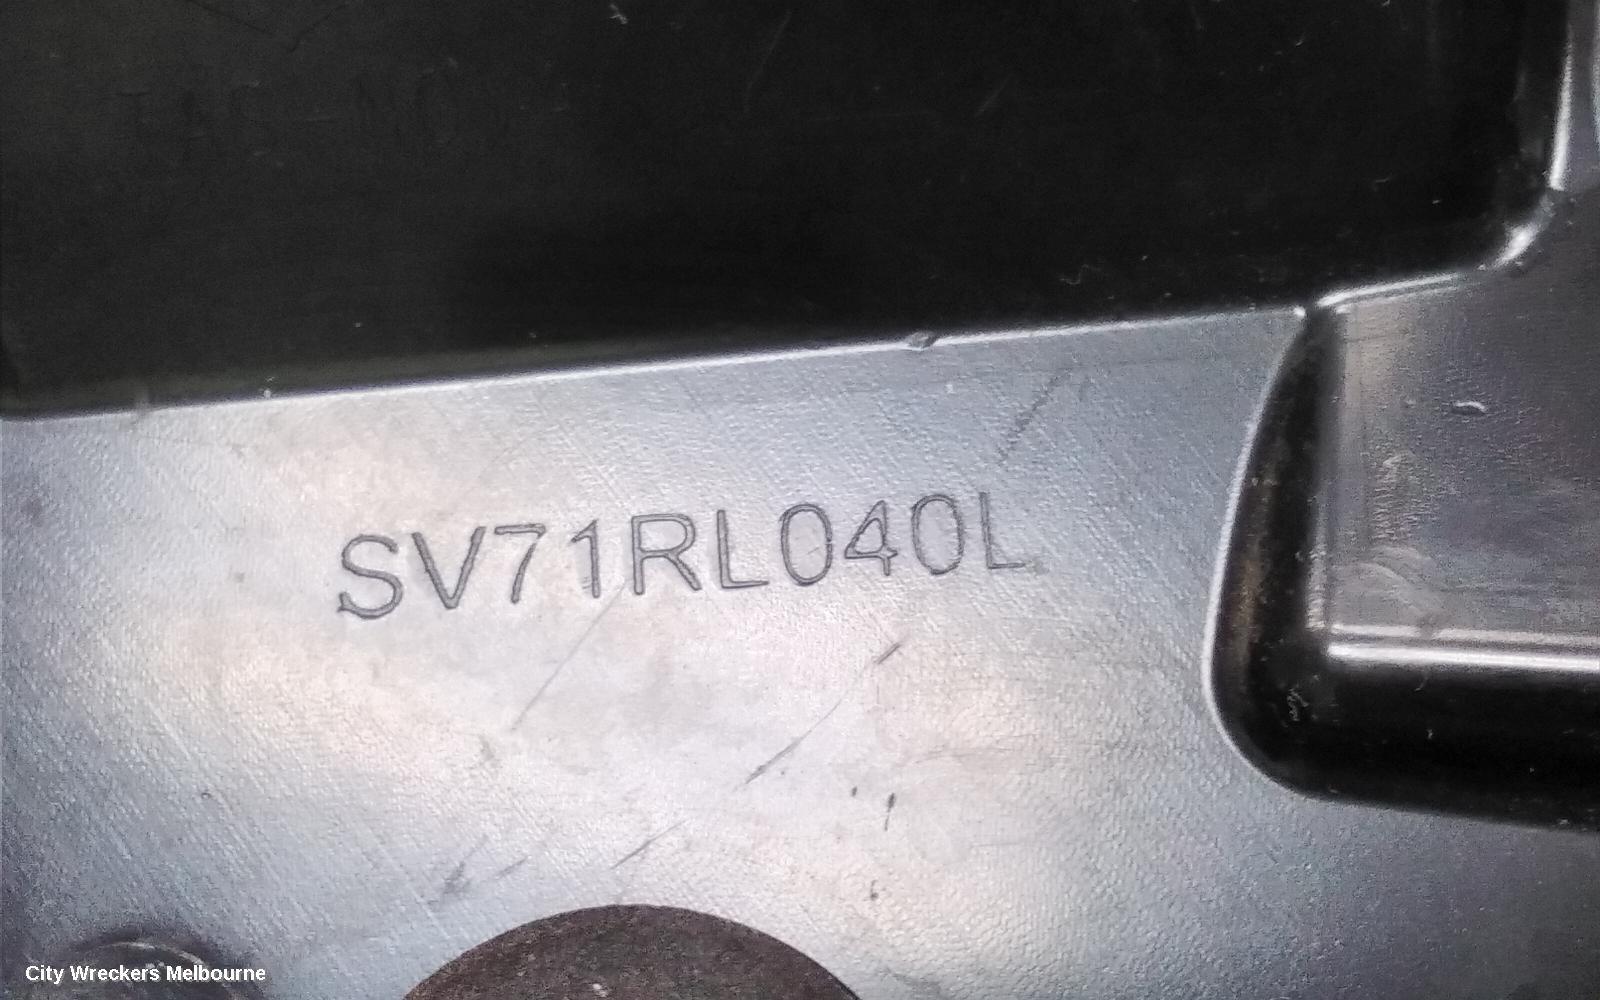 SV71RL040L
City Wreckers Melbourne